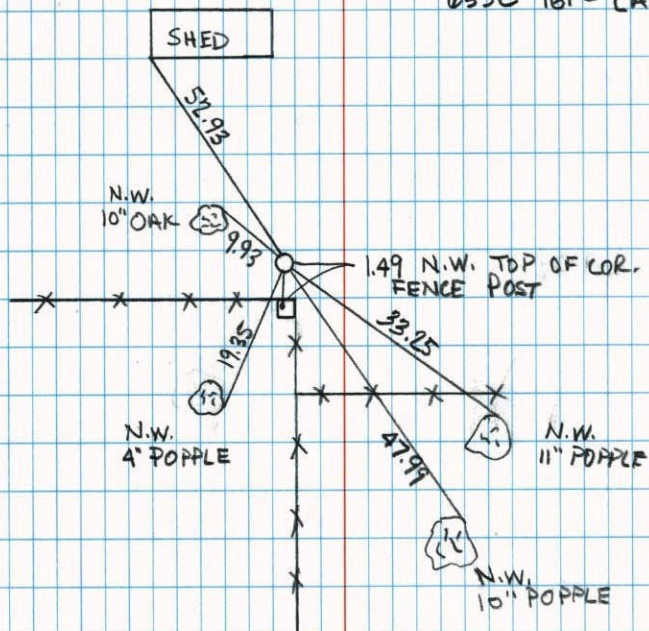 SHED
52.93
N.W.
10" OAK
9.93
1.49 N.W. TOP OF COR.
FENCE POST
33.25
19.35
N.W.
4" POPPLE
47.99
N.W.
11" POPPLE
N.W.
10" POPPLE